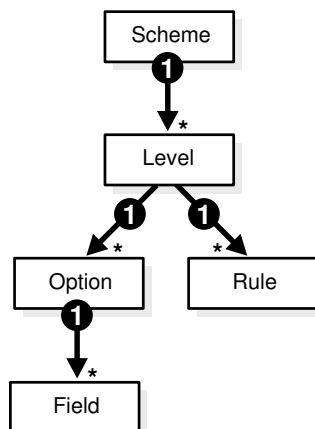 Scheme
1
*
Level
1 1
* *
Option Rule
1
*
Field